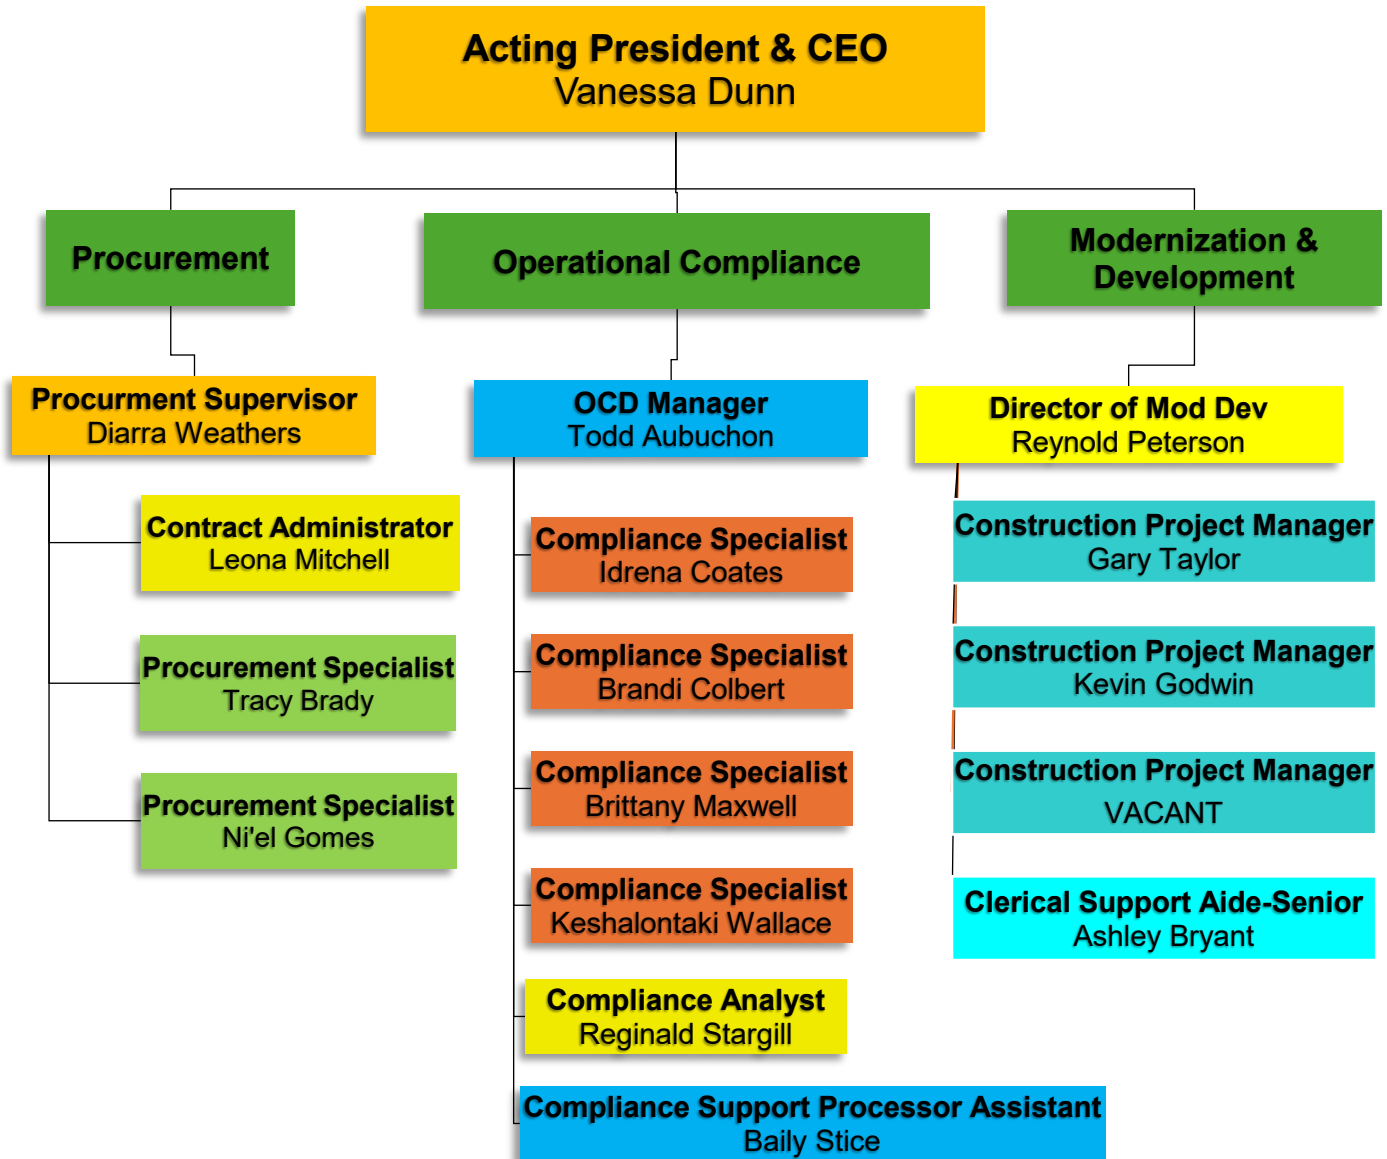 Acting President & CEO
Vanessa Dunn
Procurement
Operational Compliance
Modernization &
Development
Procurment Supervisor
Diarra Weathers
Contract Administrator
Leona Mitchell
Procurement Specialist
Tracy Brady
Procurement Specialist
Ni'el Gomes
OCD Manager
Todd Aubuchon
Compliance Specialist
Idrena Coates
Compliance Specialist
Brandi Colbert
Compliance Specialist
Brittany Maxwell
Compliance Specialist
Keshalontaki Wallace
Compliance Analyst
Reginald Stargill
Compliance Support Processor Assistant
Baily Stice
Director of Mod Dev
Reynold Peterson
Construction Project Manager
Gary Taylor
Construction Project Manager
Kevin Godwin
Construction Project Manager
VACANT
Clerical Support Aide-Senior
Ashley Bryant